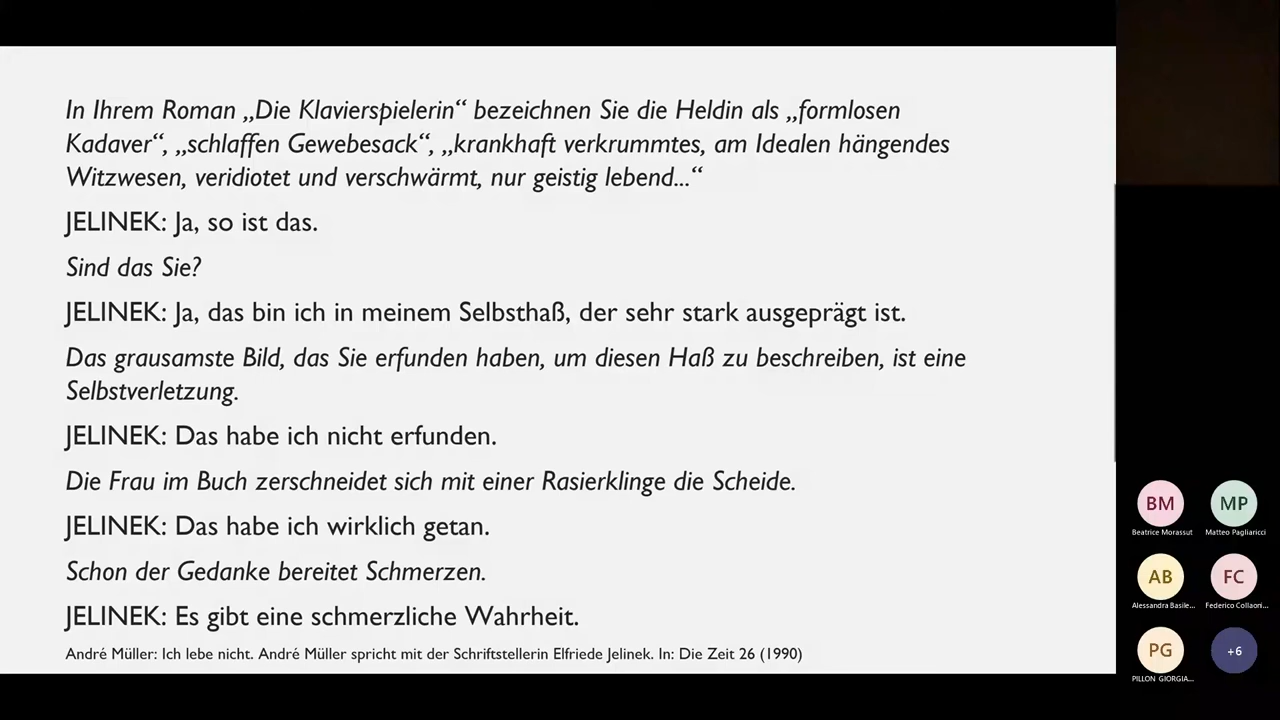 In Ihrem Roman „Die Klavierspielerin“ bezeichnen Sie die Heldin als „formlosen
Kadaver“, „schlaffen Gewebesack“, „krankhaft verkrummtes, am Idealen hängendes
Witzwesen, veridiotet und verschwärmt, nur geistig lebend...“
JELINEK: Ja, so ist das.
Sind das Sie?
JELINEK: Ja, das bin ich in meinem Selbsthaß, der sehr stark ausgeprägt ist.
Das grausamste Bild, das Sie erfunden haben, um diesen Haß zu beschreiben, ist eine
Selbstverletzung.
JELINEK: Das habe ich nicht erfunden.
Die Frau im Buch zerschneidet sich mit einer Rasierklinge die Scheide.
JELINEK: Das habe ich wirklich getan.
Schon der Gedanke bereitet Schmerzen.
JELINEK: Es gibt eine schmerzliche Wahrheit.
André Müller: Ich lebe nicht. André Müller spricht mit der Schriftstellerin Elfriede Jelinek. In: Die Zeit 26 (1990)
BM MP
Beatrice Morassut Matteo Pagliaricci
AB FC
Alessandra Basile... Federico Collaoni...
PG +6
PILLON GIORGIA...